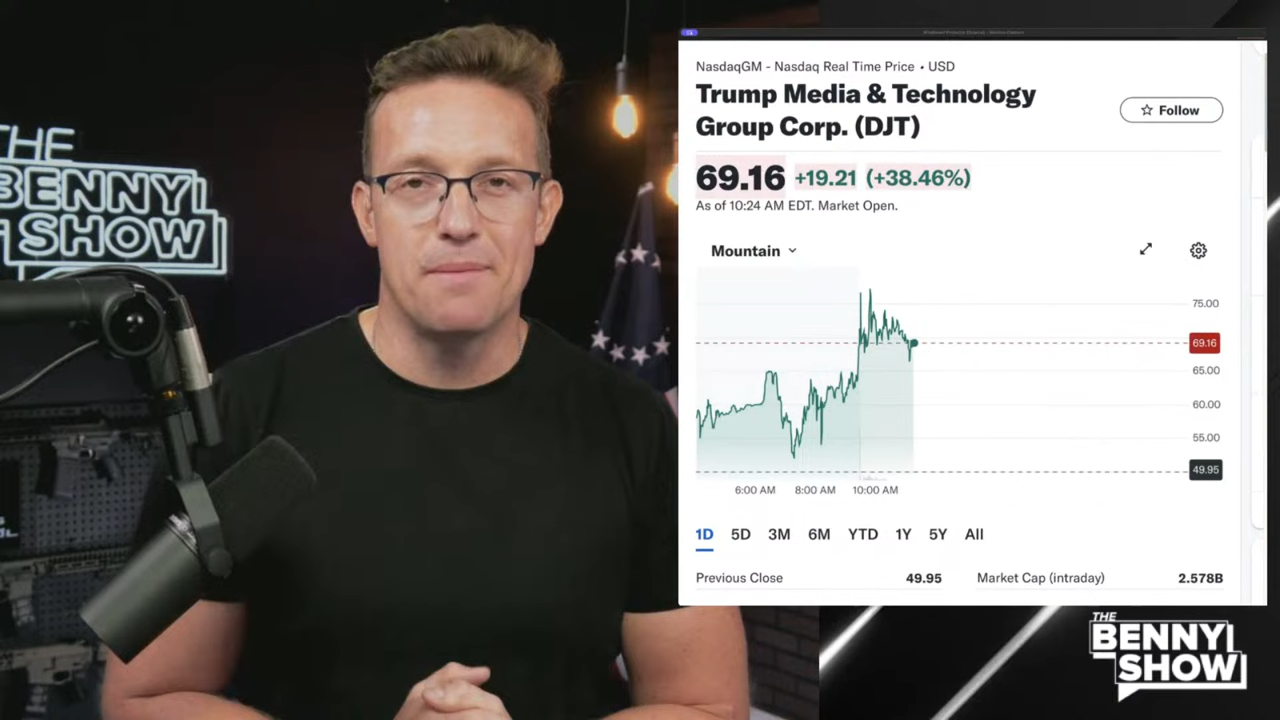 THE
BENNY
SHOW
NasdaqGM - Nasdaq Real Time Price • USD
Trump Media & Technology
Group Corp. (DJT)
Follow
69.16 +19.21 (+38.46%)
As of 10:24 AM EDT. Market Open.
Mountain
75.00
69.16
65.00
60.00
55.00
49.95
6:00 AM 8:00 AM 10:00 AM
1D 5D 3M 6M YTD 1Y 5Y All
Previous Close 49.95 Market Cap (intraday) 2.578B
THE
BENNY
SHOW